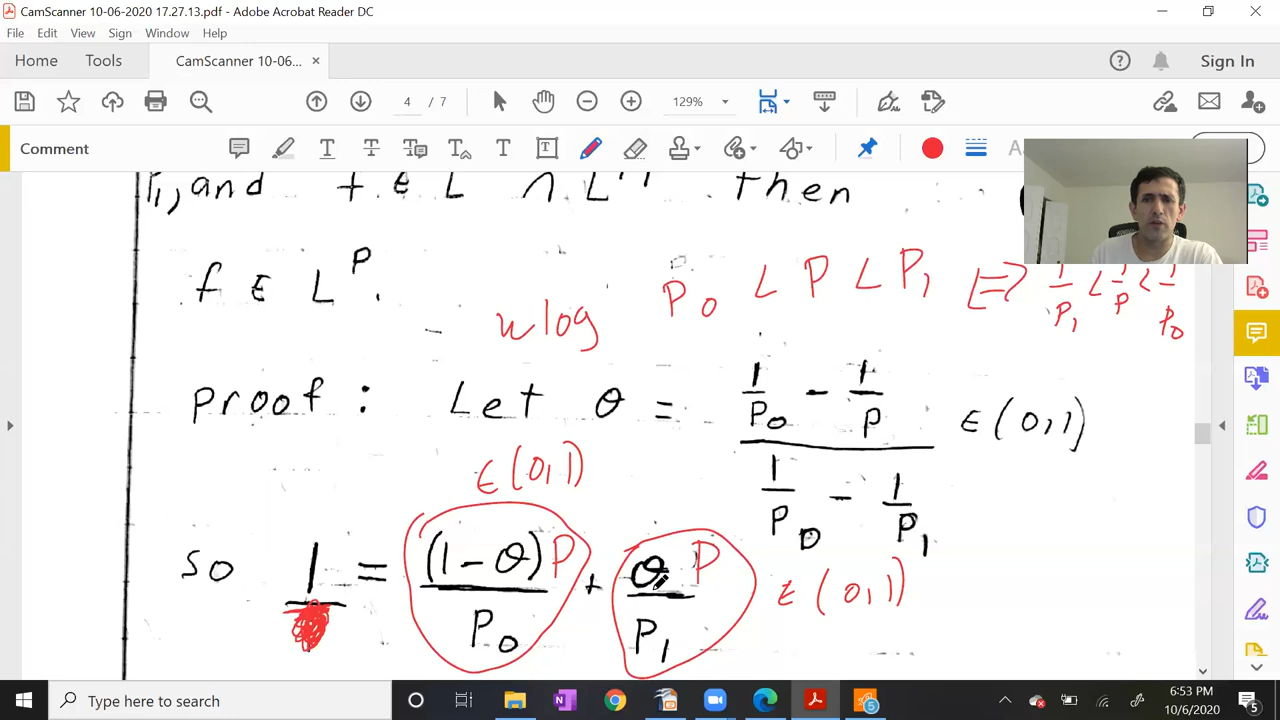 CamScanner 10-06-2020 17.27.13.pdf - Adobe Acrobat Reader DC
File Edit View Sign Window Help
Home Tools CamScanner 10-06... × Sign In
4 / 7 129%
Comment
and f ∈ L ∩ L then
f ∈ L^P.
wlog P₀ < P < P₁ <=> 1/P₁ < 1/P < 1/P₀
proof: Let θ = (1/P₀ - 1/P) / (1/P₀ - 1/P₁) ∈ (0,1)
∈ (0,1)
so 1 = (1-θ)P/P₀ + θP/P₁ ∈ (0,1)
Type here to search
6:53 PM
10/6/2020